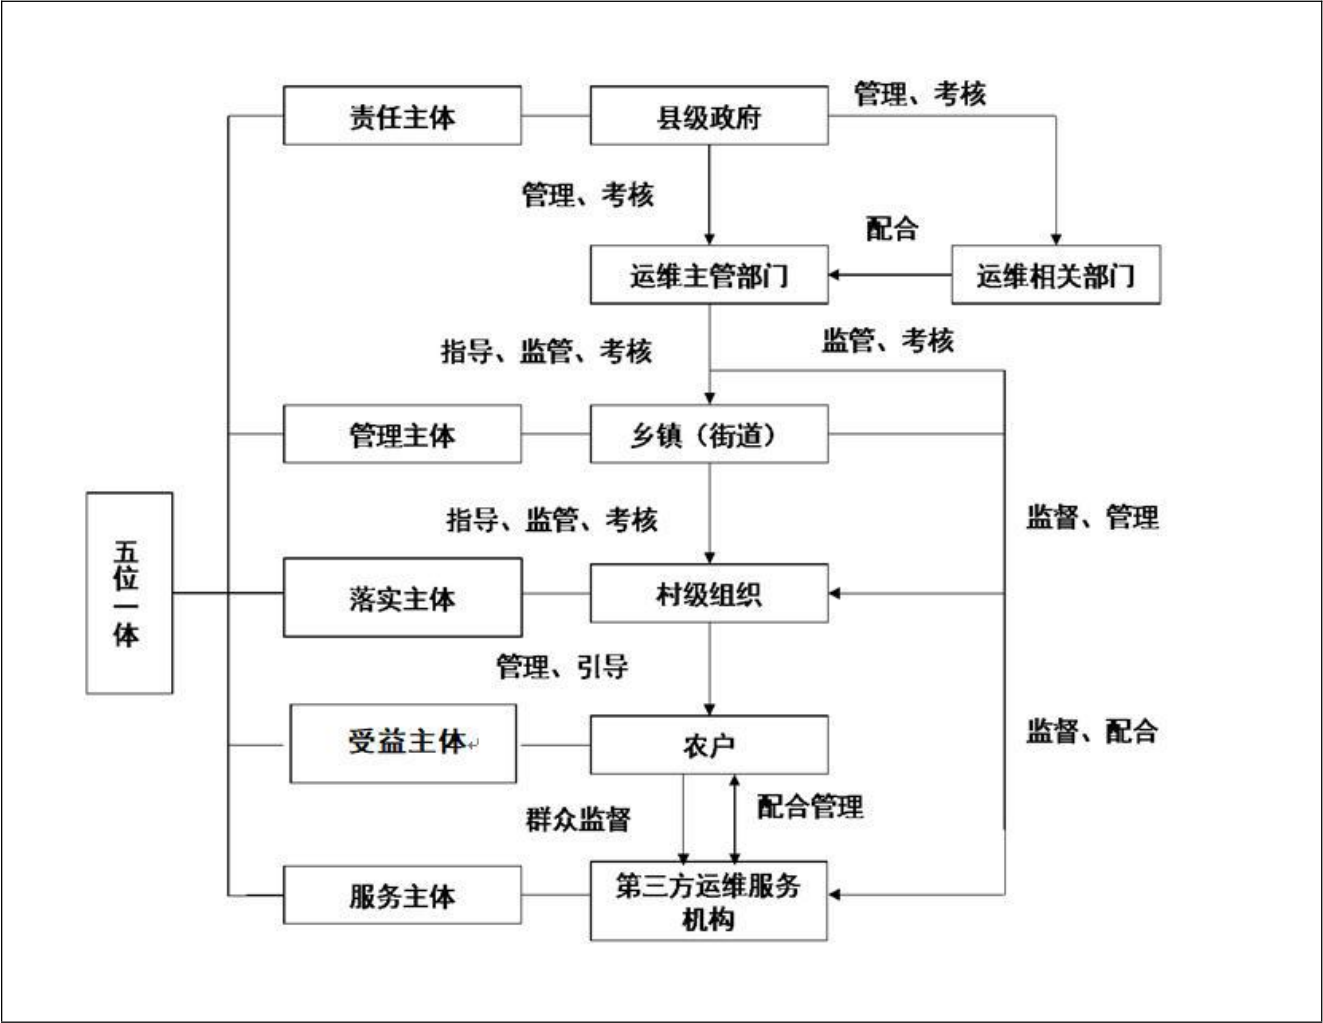 责任主体
县级政府
管理、考核
管理、考核
配合
运维主管部门
运维相关部门
指导、监管、考核
监管、考核
管理主体
乡镇（街道）
指导、监管、考核
监督、管理
五位一体
落实主体
村级组织
管理、引导
受益主体
农户
监督、配合
群众监督
配合管理
服务主体
第三方运维服务
机构